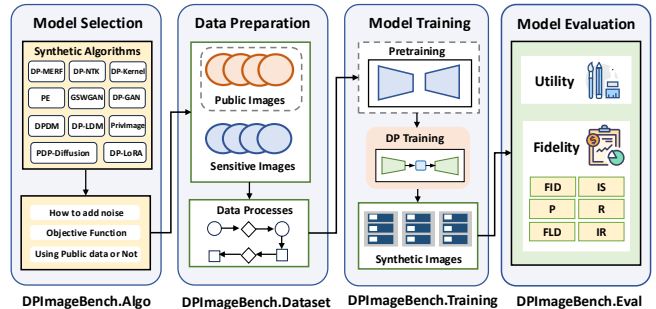 Model Selection
Synthetic Algorithms
DP-MERF DP-NTK DP-Kernel
PE GSWGAN DP-GAN
DPDM DP-LDM PrivImage
PDP-Diffusion DP-LoRA
How to add noise
Objective Function
Using Public data or Not
DPImageBench.Algo
Data Preparation
Public Images
Sensitive Images
Data Processes
DPImageBench.Dataset
Model Training
Pretraining
DP Training
Synthetic Images
DPImageBench.Training
Model Evaluation
Utility
Fidelity
FID IS
P R
FLD IR
DPImageBench.Eval